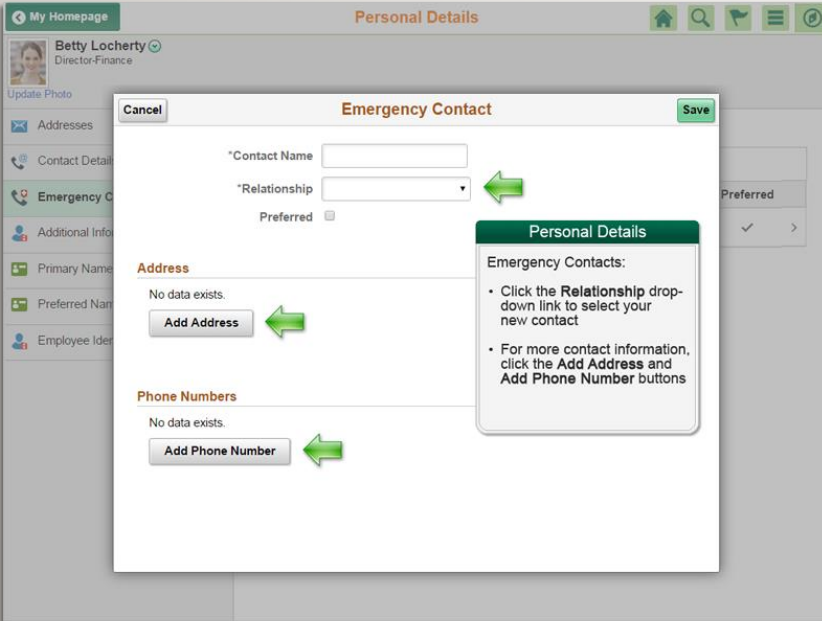 My Homepage
Personal Details
Betty Locherty
Director-Finance
Update Photo
Addresses
Contact Detail
Emergency C
Additional Info
Primary Name
Preferred Nam
Employee Iden
Cancel
Emergency Contact
Save
*Contact Name
*Relationship
Preferred
Preferred
Address
No data exists.
Add Address
Phone Numbers
No data exists.
Add Phone Number
Personal Details
Emergency Contacts:
• Click the Relationship drop-
down link to select your
new contact
• For more contact information,
click the Add Address and
Add Phone Number buttons